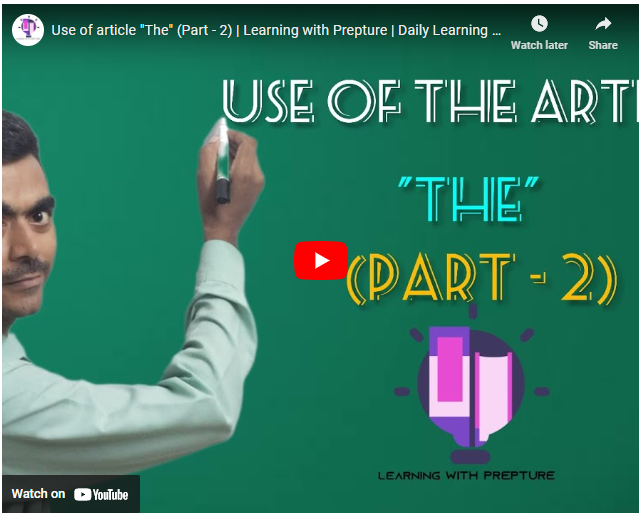 Use of article "The" (Part - 2) | Learning with Prepture | Daily Learning ...
Watch later
Share
USE OF THE ARTI
"THE"
(PART - 2)
LEARNING WITH PREPTURE
Watch on YouTube